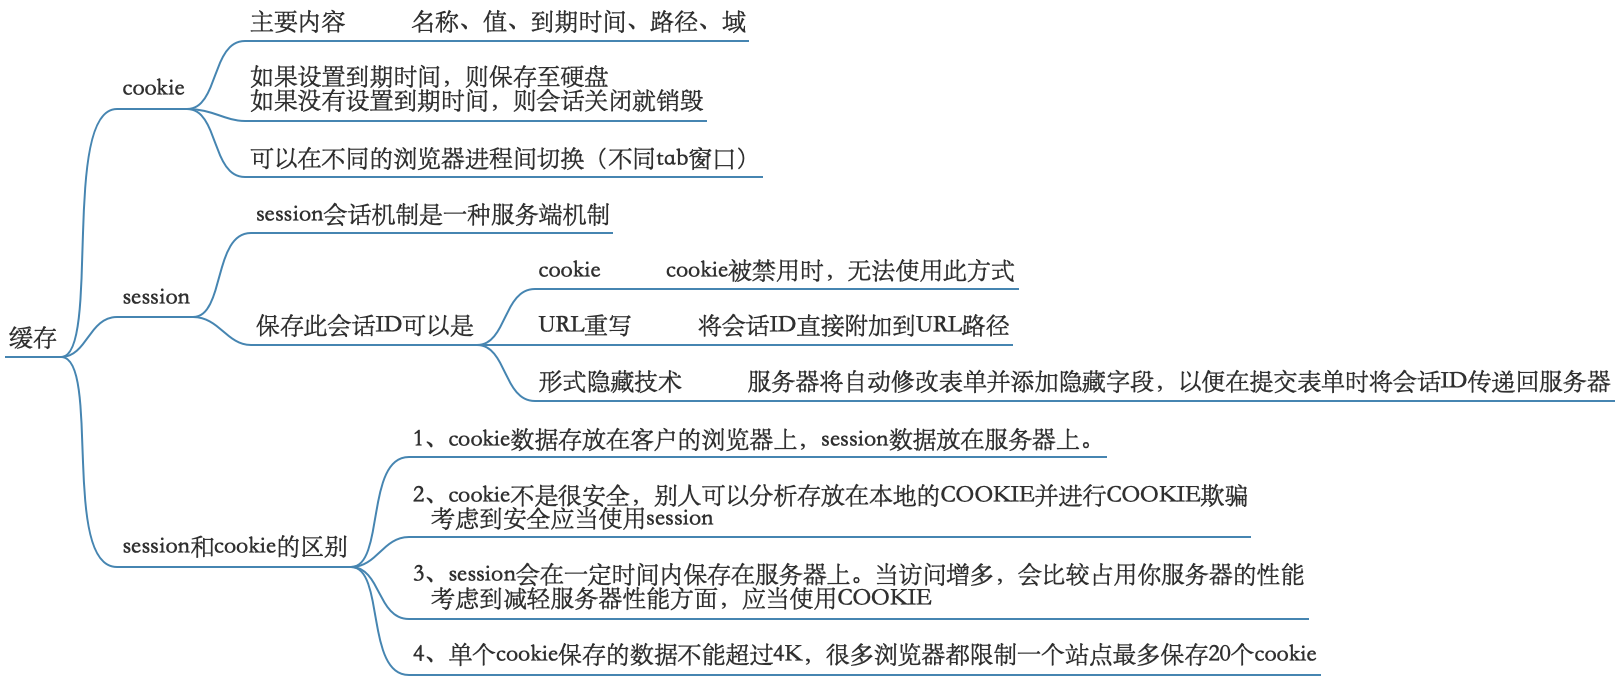 缓存
cookie
主要内容
名称、值、到期时间、路径、域
如果设置到期时间，则保存至硬盘
如果没有设置到期时间，则会话关闭就销毁
可以在不同的浏览器进程间切换（不同tab窗口）
session
session会话机制是一种服务端机制
保存此会话ID可以是
cookie
cookie被禁用时，无法使用此方式
URL重写
将会话ID直接附加到URL路径
形式隐藏技术
服务器将自动修改表单并添加隐藏字段，以便在提交表单时将会话ID传递回服务器
session和cookie的区别
1、cookie数据存放在客户的浏览器上，session数据放在服务器上。
2、cookie不是很安全，别人可以分析存放在本地的COOKIE并进行COOKIE欺骗
考虑到安全应当使用session
3、session会在一定时间内保存在服务器上。当访问增多，会比较占用你服务器的性能
考虑到减轻服务器性能方面，应当使用COOKIE
4、单个cookie保存的数据不能超过4K，很多浏览器都限制一个站点最多保存20个cookie